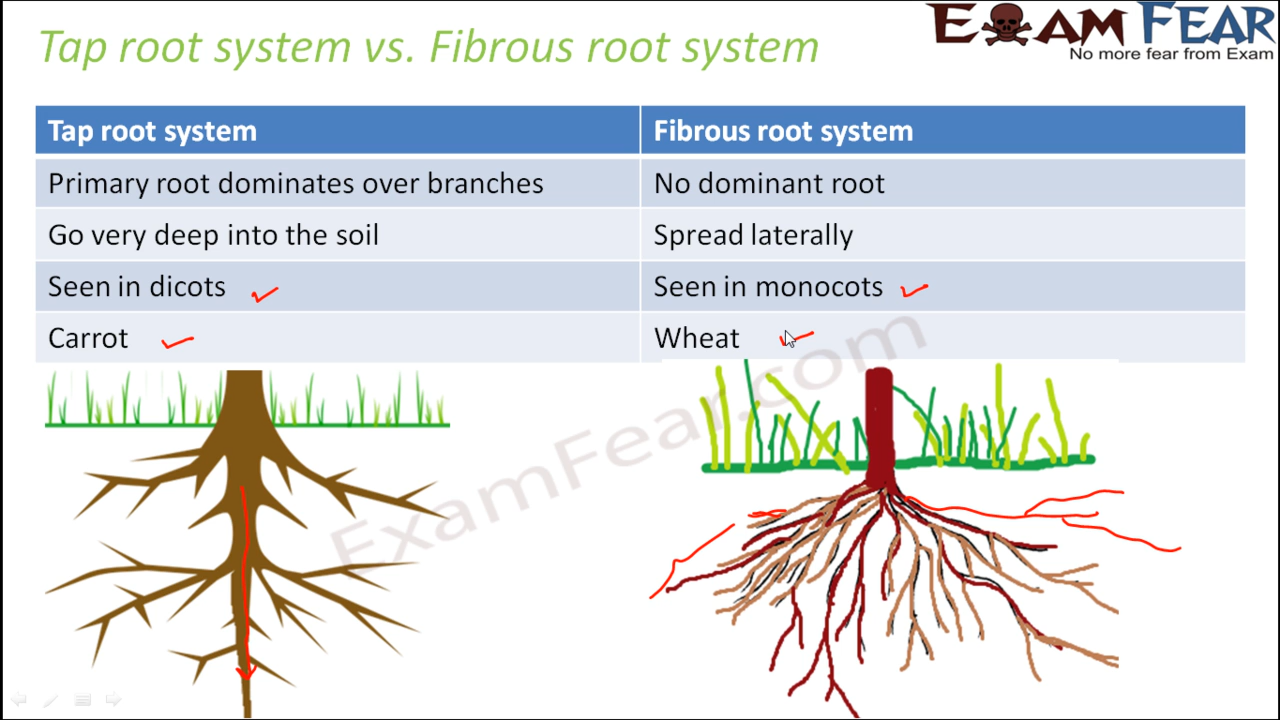 Tap root system vs. Fibrous root system
EXAM FEAR
No more fear from Exam
Tap root system
Fibrous root system
Primary root dominates over branches
No dominant root
Go very deep into the soil
Spread laterally
Seen in dicots
Seen in monocots
Carrot
Wheat
ExamFear.com